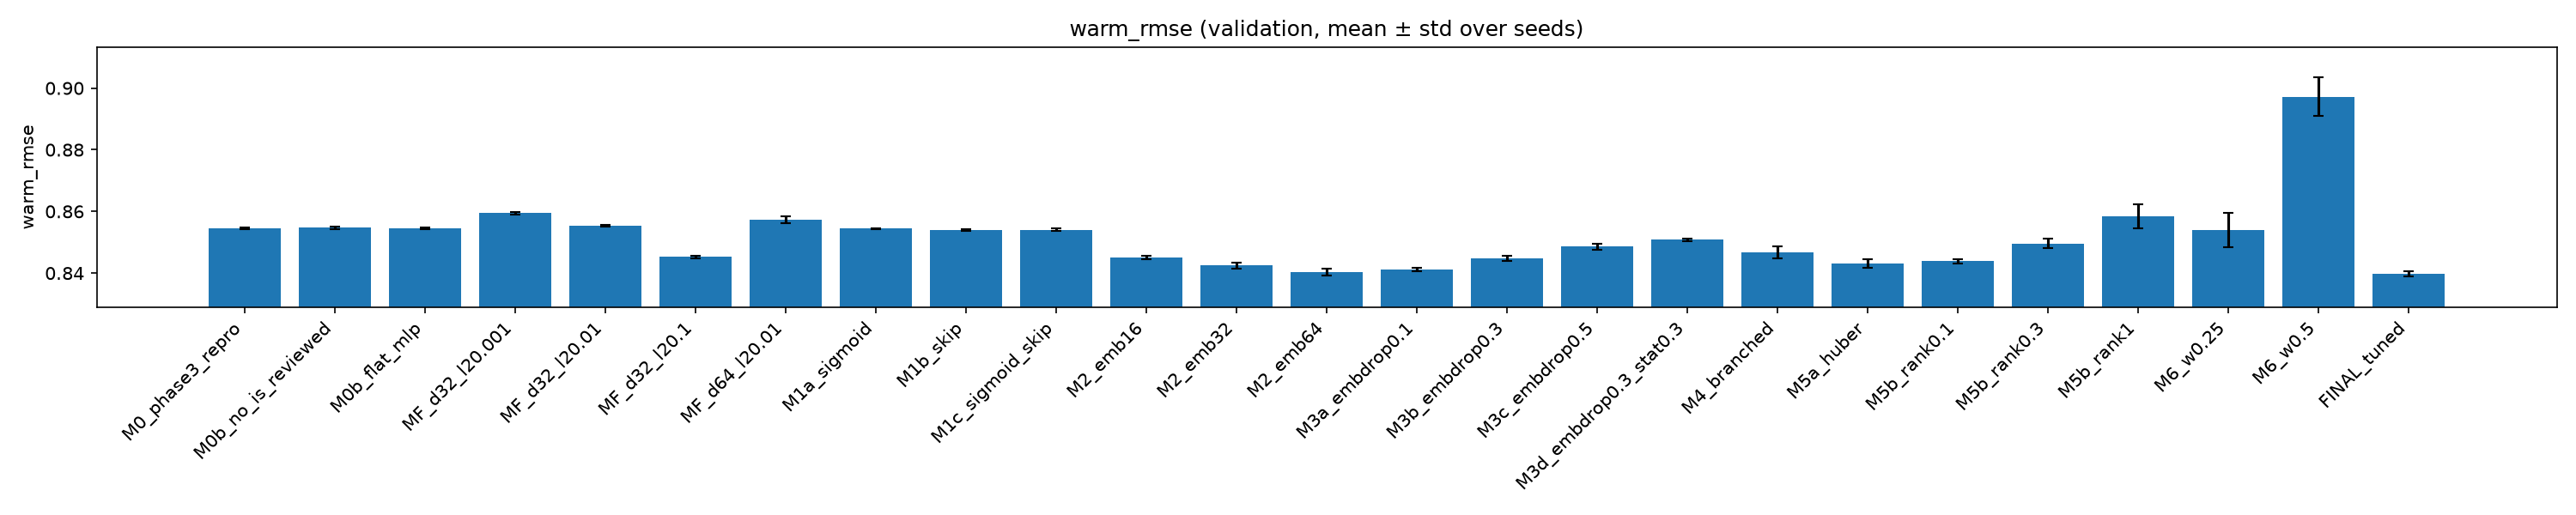 warm_rmse (validation, mean ± std over seeds)
warm_rmse
0.90
0.88
0.86
0.84
M0_phase3_repro
M0b_no_is_reviewed
M0b_flat_mlp
MF_d32_l20.001
MF_d32_l20.01
MF_d32_l20.1
MF_d64_l20.01
M1a_sigmoid
M1b_skip
M1c_sigmoid_skip
M2_emb16
M2_emb32
M2_emb64
M3a_embdrop0.1
M3b_embdrop0.3
M3c_embdrop0.5
M3d_embdrop0.3_stat0.3
M4_branched
M5a_huber
M5b_rank0.1
M5b_rank0.3
M5b_rank1
M6_w0.25
M6_w0.5
FINAL_tuned